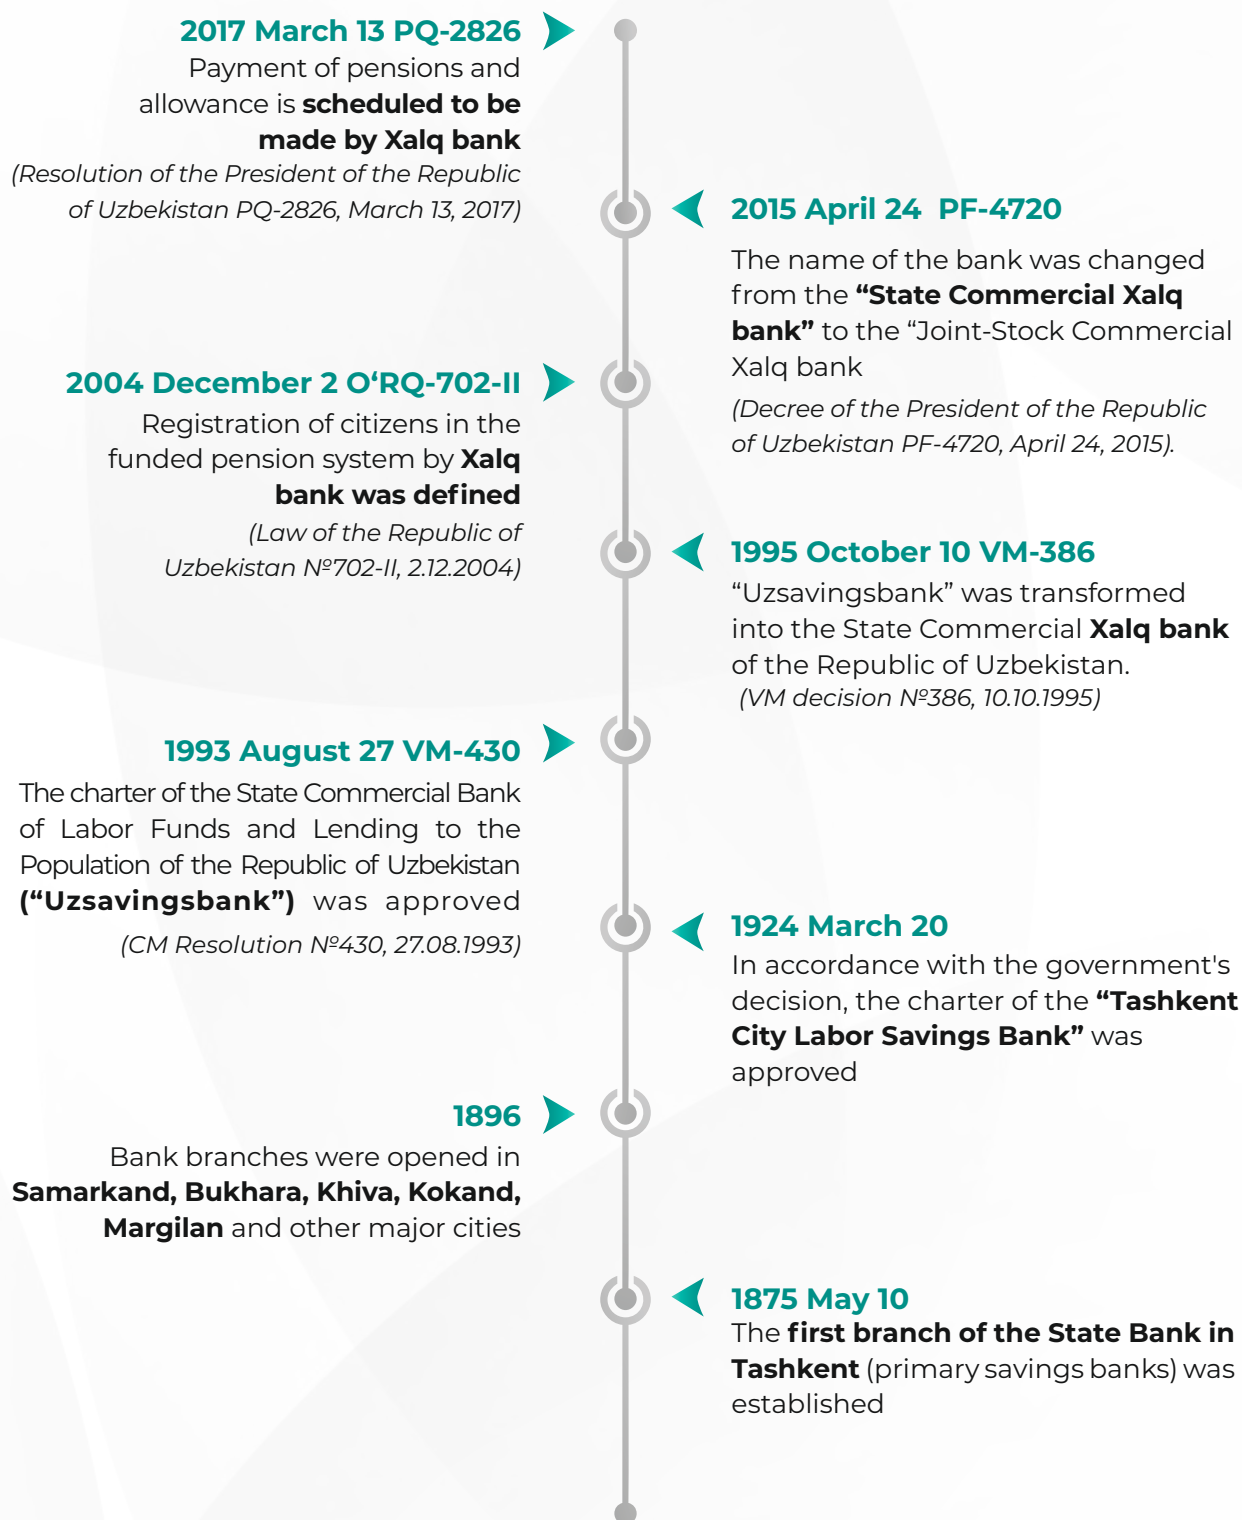 2017 March 13 PQ-2826
Payment of pensions and
allowance is scheduled to be
made by Xalq bank
(Resolution of the President of the Republic
of Uzbekistan PQ-2826, March 13, 2017)
2015 April 24 PF-4720
The name of the bank was changed
from the “State Commercial Xalq
bank” to the “Joint-Stock Commercial
Xalq bank
(Decree of the President of the Republic
of Uzbekistan PF-4720, April 24, 2015).
2004 December 2 O‘RQ-702-II
Registration of citizens in the
funded pension system by Xalq
bank was defined
(Law of the Republic of
Uzbekistan №702-II, 2.12.2004)
1995 October 10 VM-386
“Uzsavingsbank” was transformed
into the State Commercial Xalq bank
of the Republic of Uzbekistan.
(VM decision №386, 10.10.1995)
1993 August 27 VM-430
The charter of the State Commercial Bank
of Labor Funds and Lending to the
Population of the Republic of Uzbekistan
(“Uzsavingsbank”) was approved
(CM Resolution №430, 27.08.1993)
1924 March 20
In accordance with the government's
decision, the charter of the “Tashkent
City Labor Savings Bank” was
approved
1896
Bank branches were opened in
Samarkand, Bukhara, Khiva, Kokand,
Margilan and other major cities
1875 May 10
The first branch of the State Bank in
Tashkent (primary savings banks) was
established